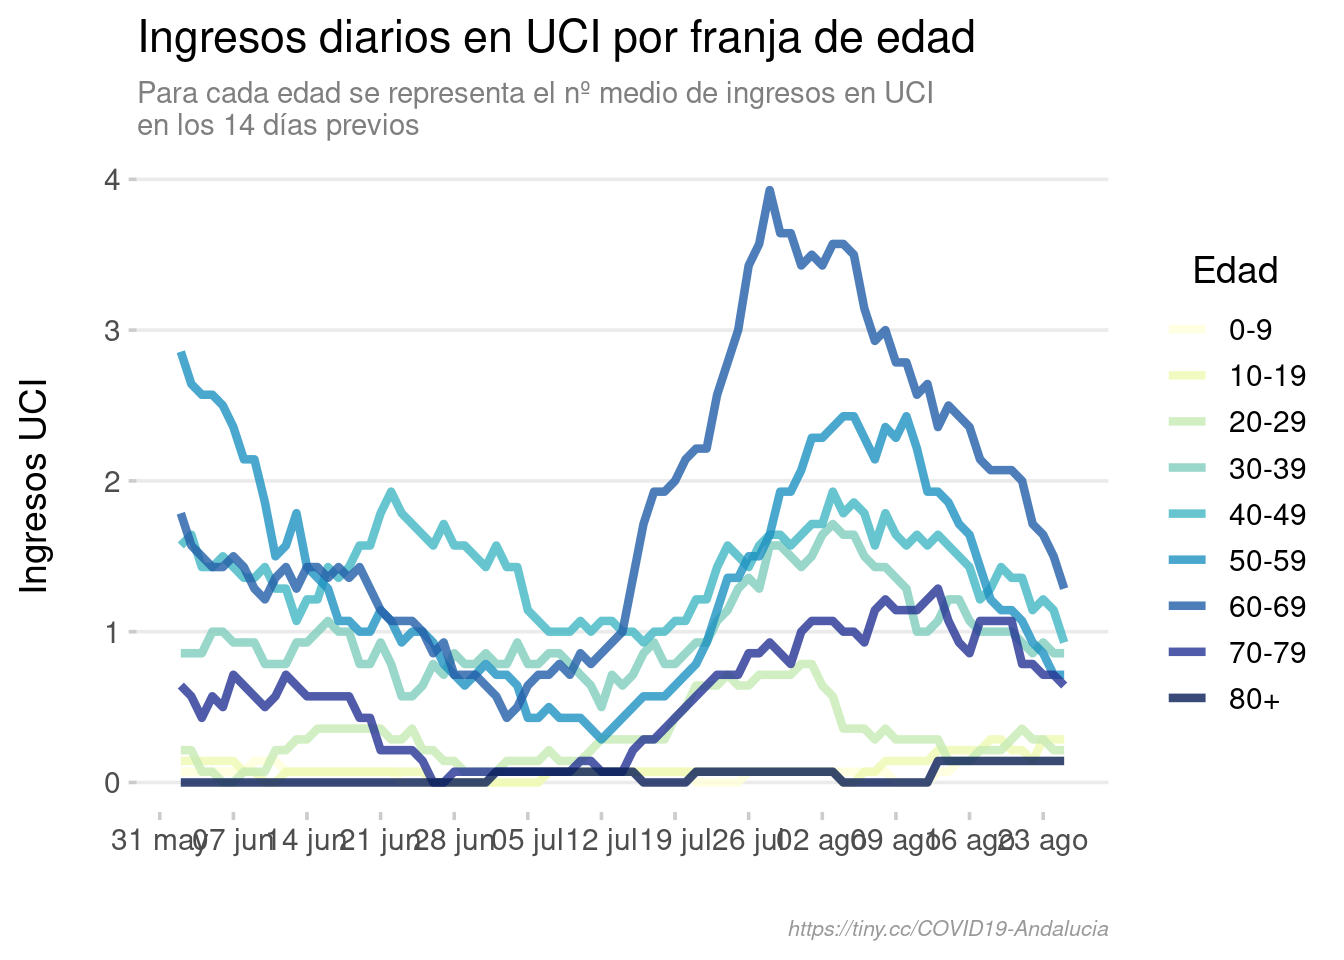 Ingresos diarios en UCI por franja de edad
Para cada edad se representa el nº medio de ingresos en UCI
en los 14 días previos
Ingresos UCI
4
3
2
1
0
31 may
07 jun
14 jun
21 jun
28 jun
05 jul
12 jul
19 jul
26 jul
02 ago
09 ago
16 ago
23 ago
Edad
0-9
10-19
20-29
30-39
40-49
50-59
60-69
70-79
80+
https://tiny.cc/COVID19-Andalucia